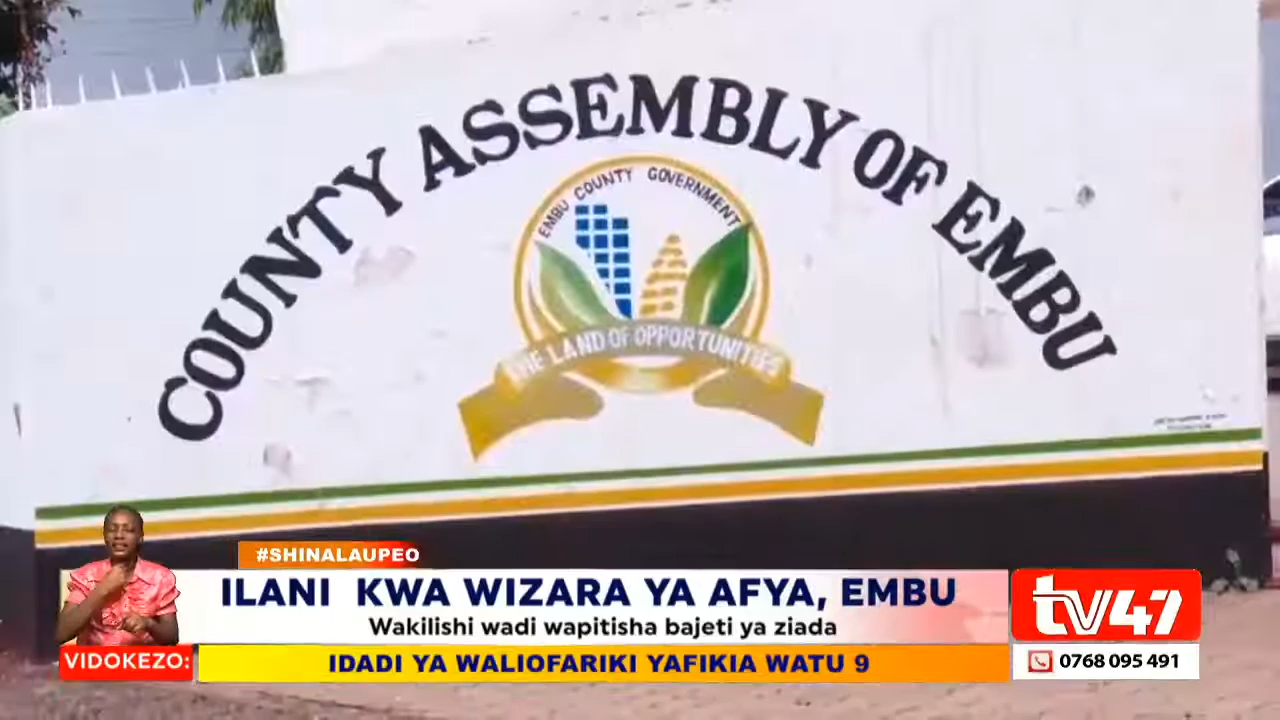 COUNTY ASSEMBLY OF EMBU
EMBU COUNTY GOVERNMENT
THE LAND OF OPPORTUNITIES
#SHINALAUPEO
ILANI KWA WIZARA YA AFYA, EMBU
Wakilishi wadi wapitisha bajeti ya ziada
VIDOKEZO:
IDADI YA WALIOFARIKI YAFIKIA WATU 9
tv47
0768 095 491